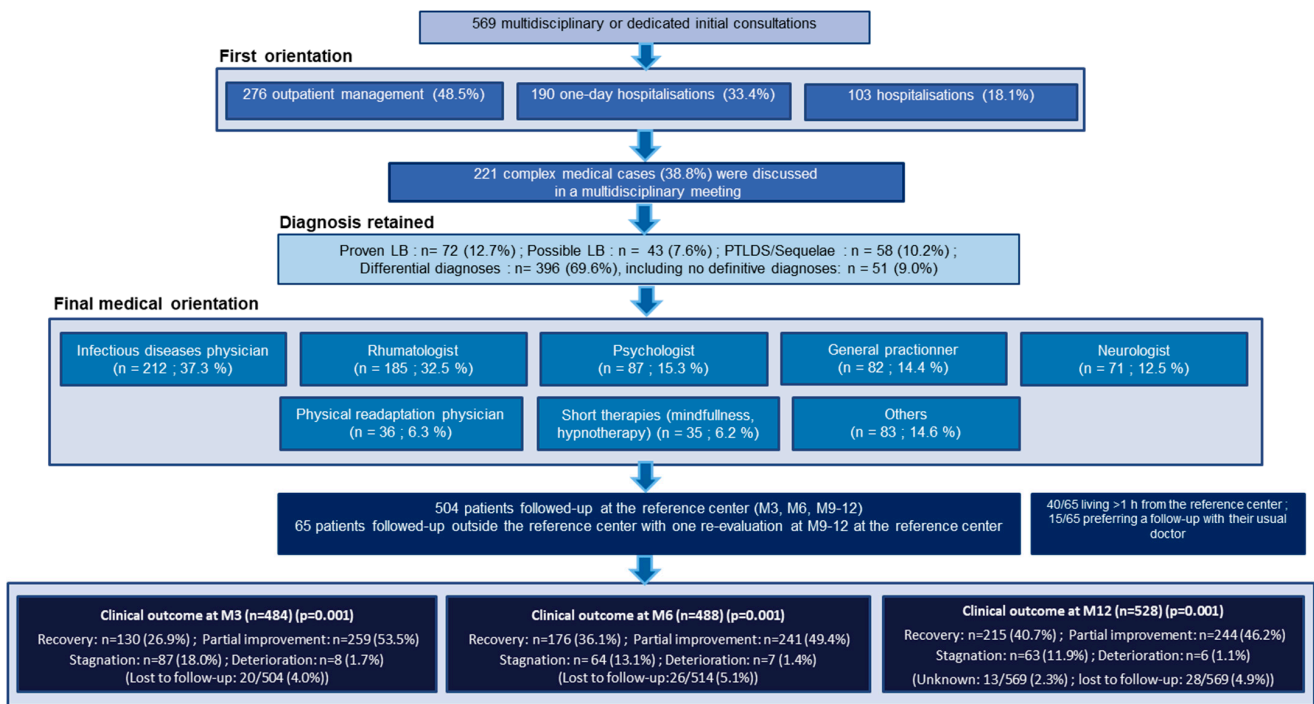 569 multidisciplinary or dedicated initial consultations
First orientation
276 outpatient management (48.5%)
190 one-day hospitalisations (33.4%)
103 hospitalisations (18.1%)
221 complex medical cases (38.8%) were discussed
in a multidisciplinary meeting
Diagnosis retained
Proven LB : n= 72 (12.7%) ; Possible LB : n = 43 (7.6%) ; PTLDS/Sequelae : n = 58 (10.2%) ;
Differential diagnoses : n= 396 (69.6%), including no definitive diagnoses: n = 51 (9.0%)
Final medical orientation
Infectious diseases physician
(n = 212 ; 37.3 %)
Rhumatologist
(n = 185 ; 32.5 %)
Psychologist
(n = 87 ; 15.3 %)
General practionner
(n = 82 ; 14.4 %)
Neurologist
(n = 71 ; 12.5 %)
Physical readaptation physician
(n = 36 ; 6.3 %)
Short therapies (mindfullness,
hypnotherapy) (n = 35 ; 6.2 %)
Others
(n = 83 ; 14.6 %)
504 patients followed-up at the reference center (M3, M6, M9-12)
65 patients followed-up outside the reference center with one re-evaluation at M9-12 at the reference center
40/65 living >1 h from the reference center ;
15/65 preferring a follow-up with their usual
doctor
Clinical outcome at M3 (n=484) (p=0.001)
Recovery: n=130 (26.9%) ; Partial improvement: n=259 (53.5%)
Stagnation: n=87 (18.0%) ; Deterioration: n=8 (1.7%)
(Lost to follow-up: 20/504 (4.0%))
Clinical outcome at M6 (n=488) (p=0.001)
Recovery: n=176 (36.1%) ; Partial improvement: n=241 (49.4%)
Stagnation: n= 64 (13.1%) ; Deterioration: n=7 (1.4%)
(Lost to follow-up:26/514 (5.1%))
Clinical outcome at M12 (n=528) (p=0.001)
Recovery: n=215 (40.7%) ; Partial improvement: n=244 (46.2%)
Stagnation: n=63 (11.9%) ; Deterioration: n=6 (1.1%)
(Unknown: 13/569 (2.3%) ; lost to follow-up: 28/569 (4.9%))